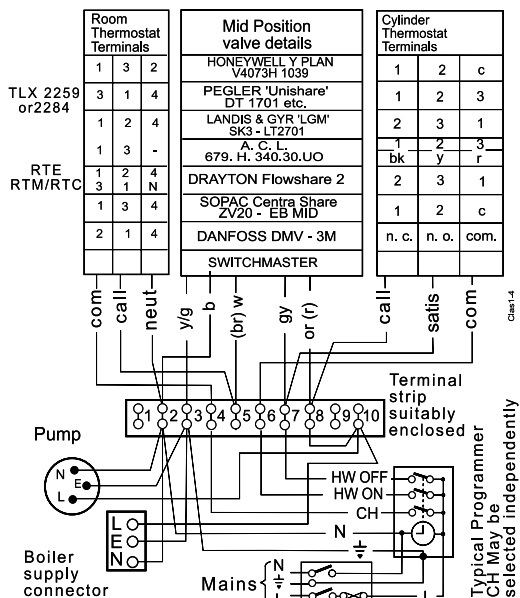 Room
Thermostat
Terminals
1 3 2
3 1 4
1 2 4
1 3 -
1 2 4
3 1 N
1 3 4
2 1 4
TLX 2259
or2284
RTE
RTM/RTC
Mid Position
valve details
HONEYWELL Y PLAN
V4073H 1039
PEGLER 'Unishare'
DT 1701 etc.
LANDIS & GYR 'LGM'
SK3 - LT2701
A. C. L.
679. H. 340.30.UO
DRAYTON Flowshare 2
SOPAC Centra Share
ZV20 - EB MID
DANFOSS DMV - 3M
SWITCHMASTER
Cylinder
Thermostat
Terminals
1 2 c
1 2 3
2 3 1
1 2 3
bk y r
2 3 1
1 2 c
n. c. n. o. com.
com call neut y/g b (br) w gy or (r) call satis com
Clas1-4
1 2 3 4 5 6 7 8 9 10
Terminal
strip
suitably
enclosed
Pump
N
E
L
HW OFF
HW ON
CH
N
L
E
N
Boiler
supply
connector
Mains
N
L
L
Typical Programmer
CH May be
selected independently